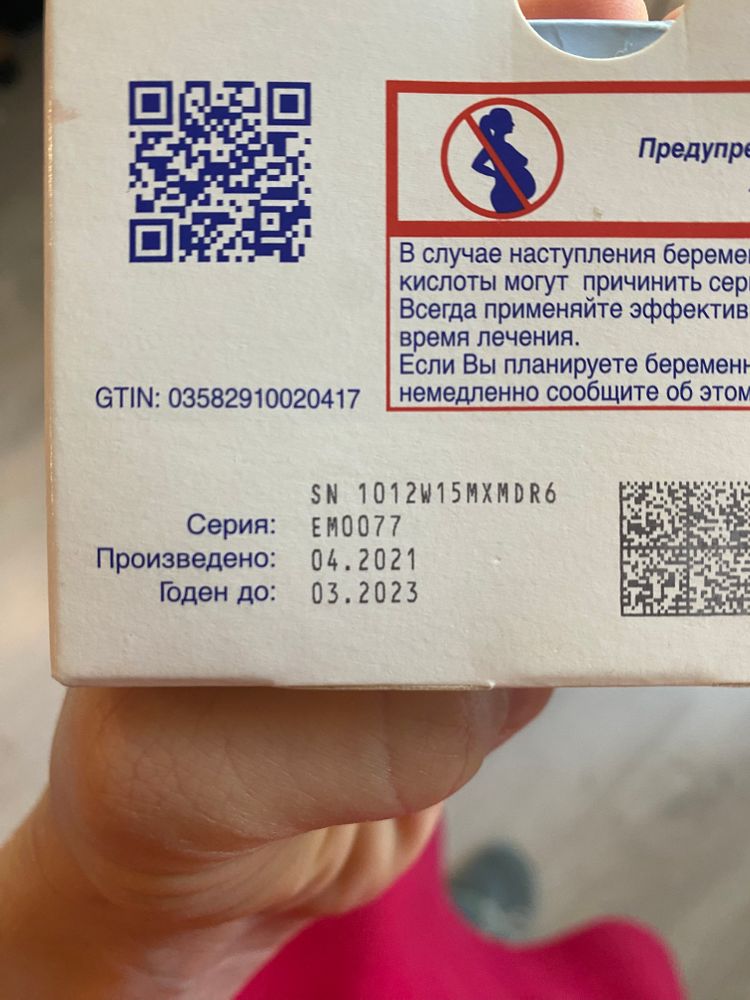 Предупре
В случае наступления береме
кислоты могут причинить сер
Всегда применяйте эффектив
время лечения.
Если Вы планируете беременн
немедленно сообщите об этом
GTIN: 03582910020417
SN 1012W15MXMDR6
Серия: EM0077
Произведено: 04.2021
Годен до: 03.2023